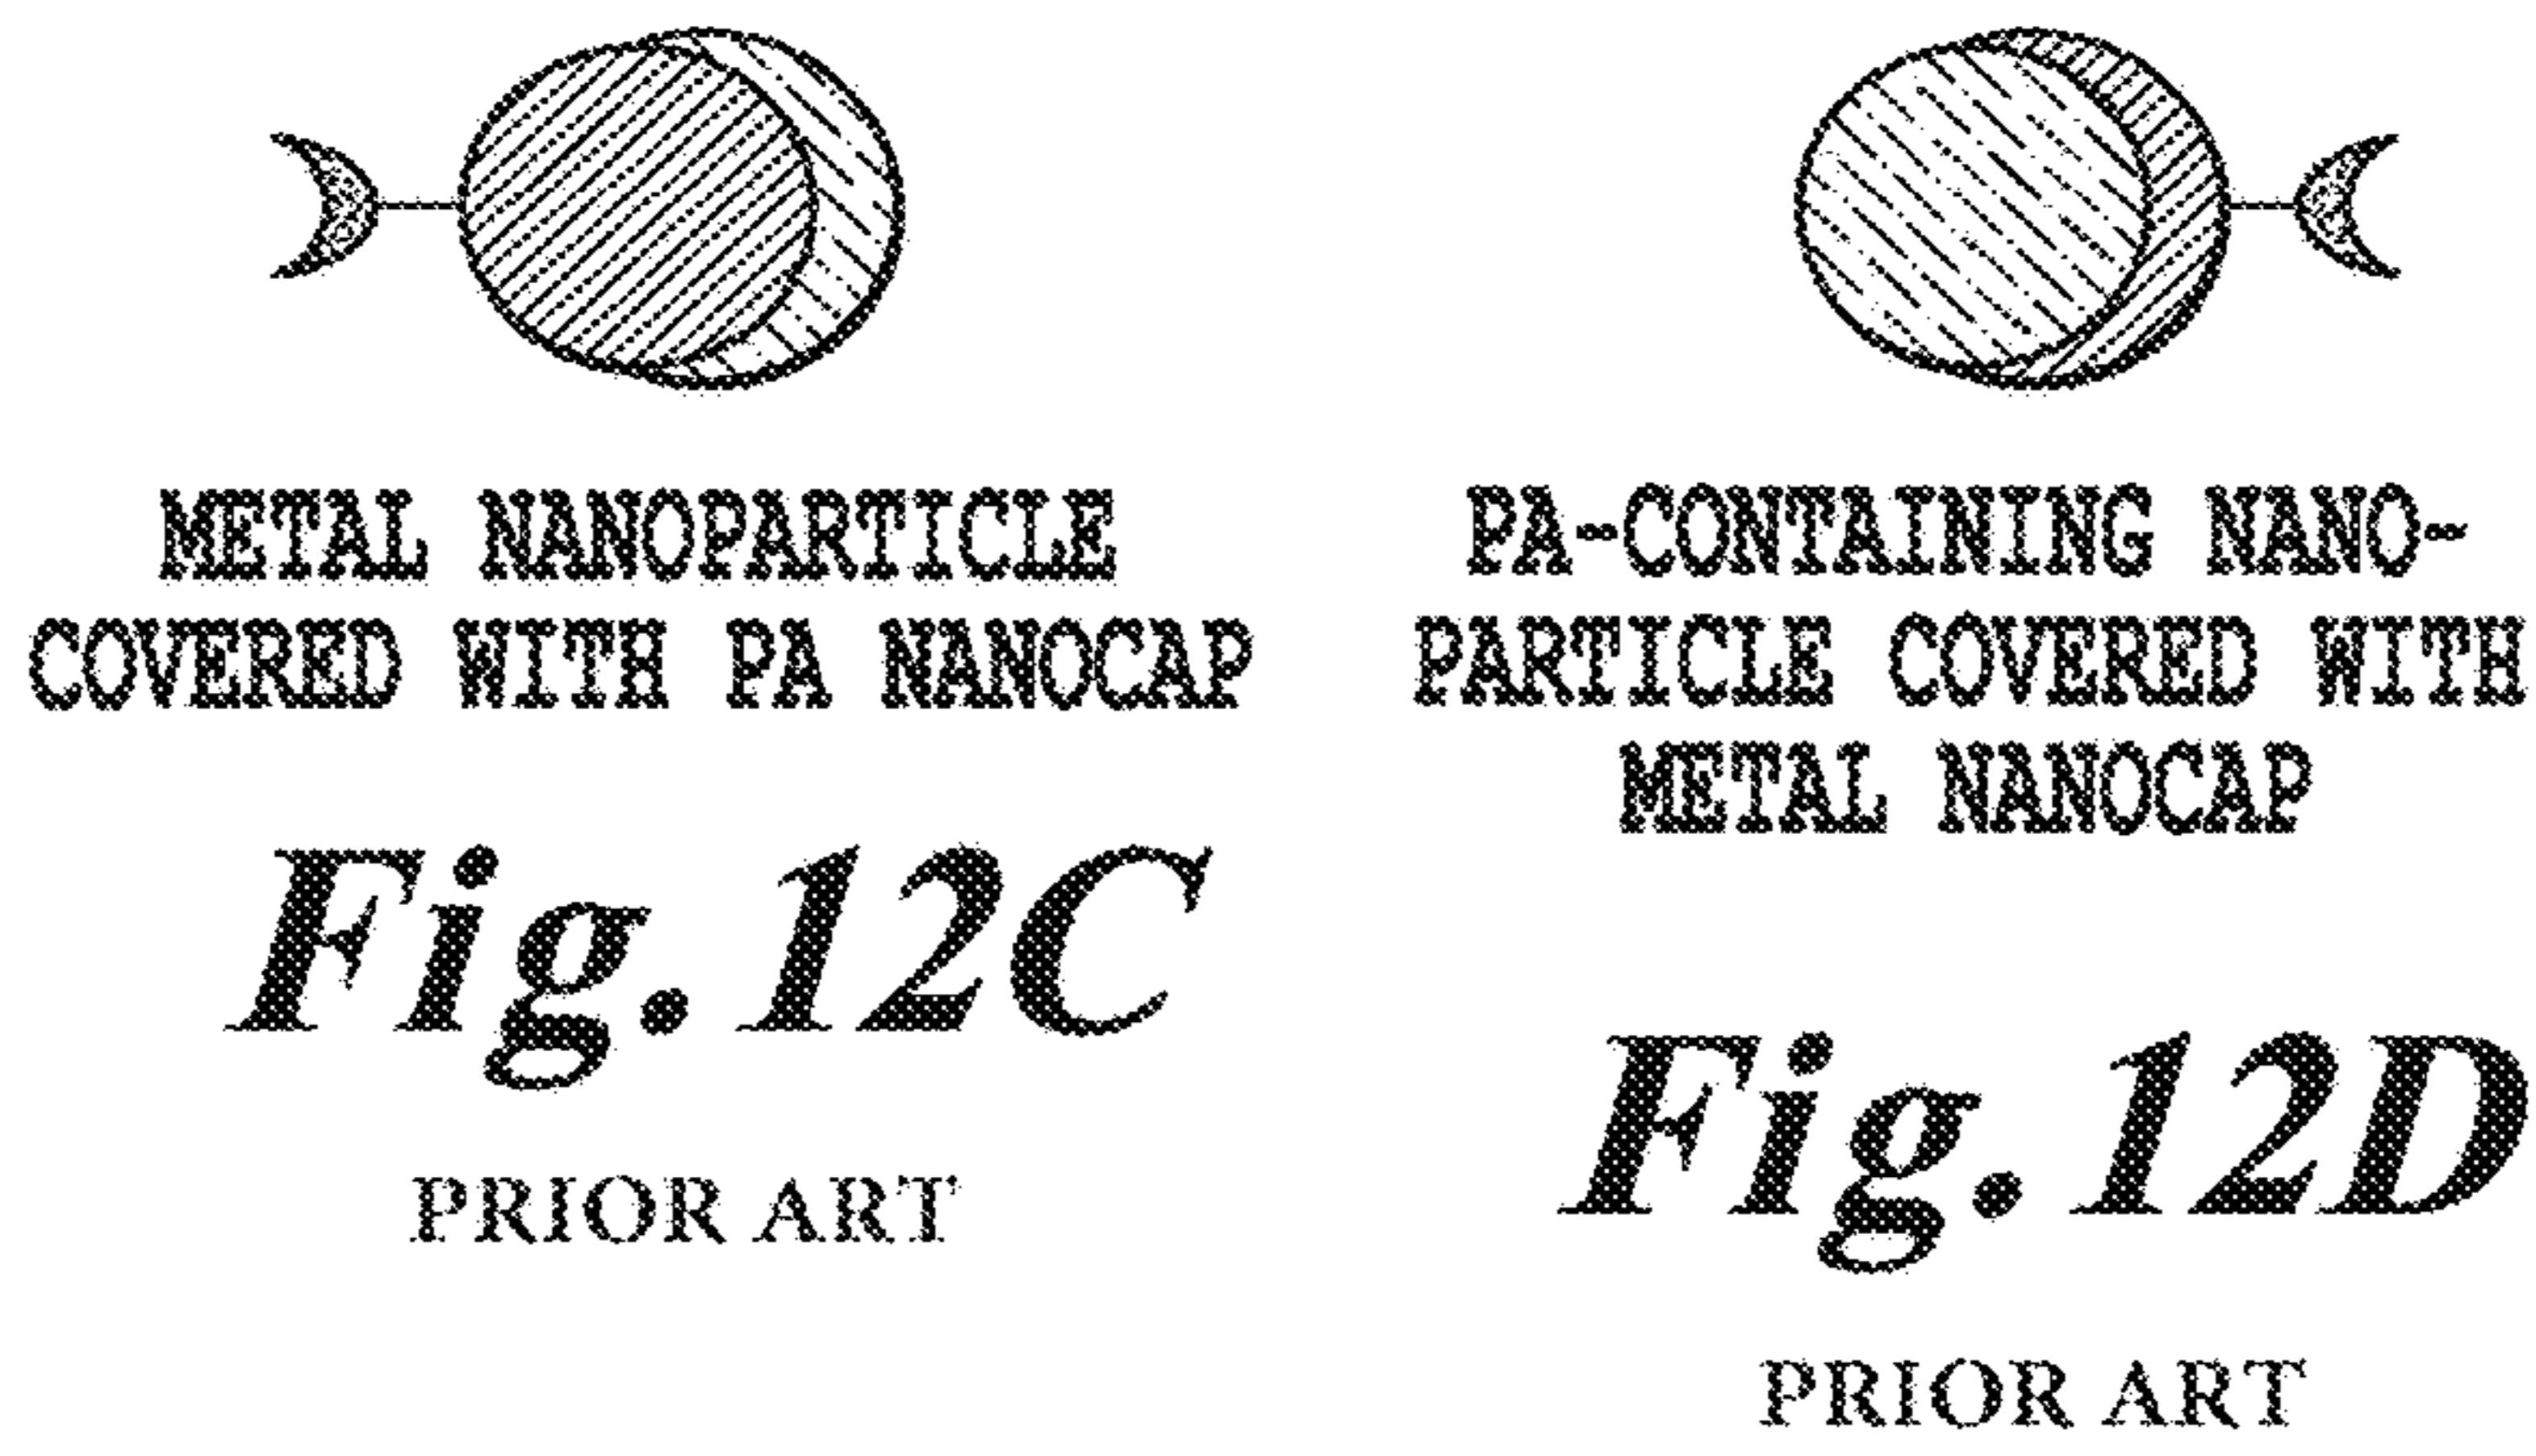 METAL NANOPARTICLE
COVERED WITH PA NANOCAP
Fig. 12C
PRIOR ART
PA-CONTAINING NANO-
PARTICLE COVERED WITH
METAL NANOCAP
Fig. 12D
PRIOR ART